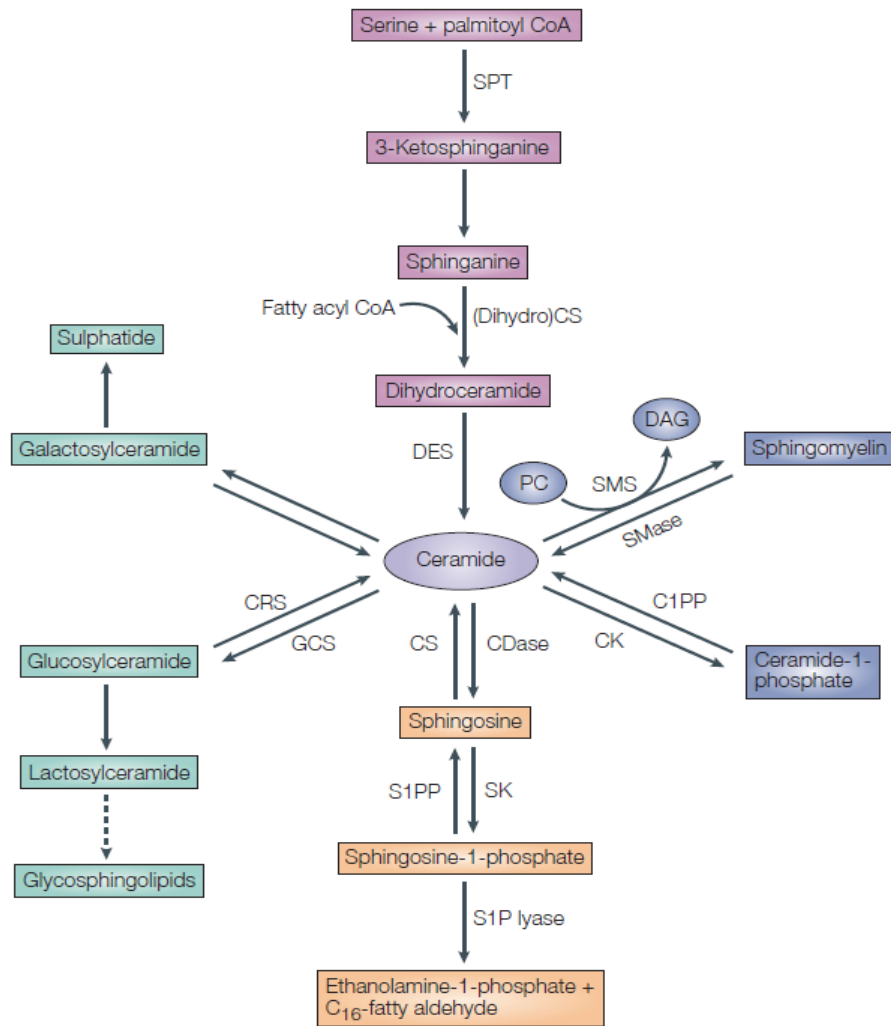 Serine + palmitoyl CoA
SPT
3-Ketosphinganine
Sphinganine
Fatty acyl CoA
(Dihydro)CS
Sulphatide
Dihydroceramide
DAG
Galactosylceramide
DES
PC
SMS
Sphingomyelin
SMase
Ceramide
CRS
GCS
CS
CDase
C1PP
CK
Glucosylceramide
Ceramide-1-
phosphate
Sphingosine
Lactosylceramide
S1PP
SK
Glycosphingolipids
Sphingosine-1-phosphate
S1P lyase
Ethanolamine-1-phosphate +
C16-fatty aldehyde